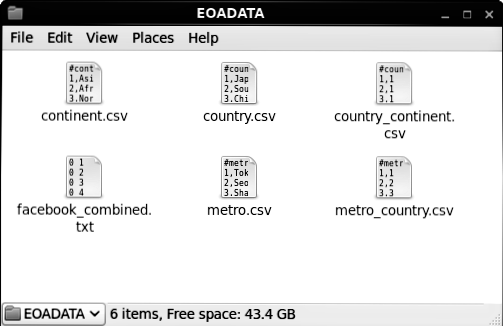 EOADATA
File Edit View Places Help
#cont
1,Asi
2,Afr
3.Nor
continent.csv
#coun
1,Jap
2,Sou
3.Chi
country.csv
#coun
1,1
2,1
3.1
country_continent.
csv
0 1
0 2
0 3
0 4
facebook_combined.
txt
#metr
1,Tok
2,Seo
3.Sha
metro.csv
#metr
1,1
2,2
3.3
metro_country.csv
EOADATA 6 items, Free space: 43.4 GB